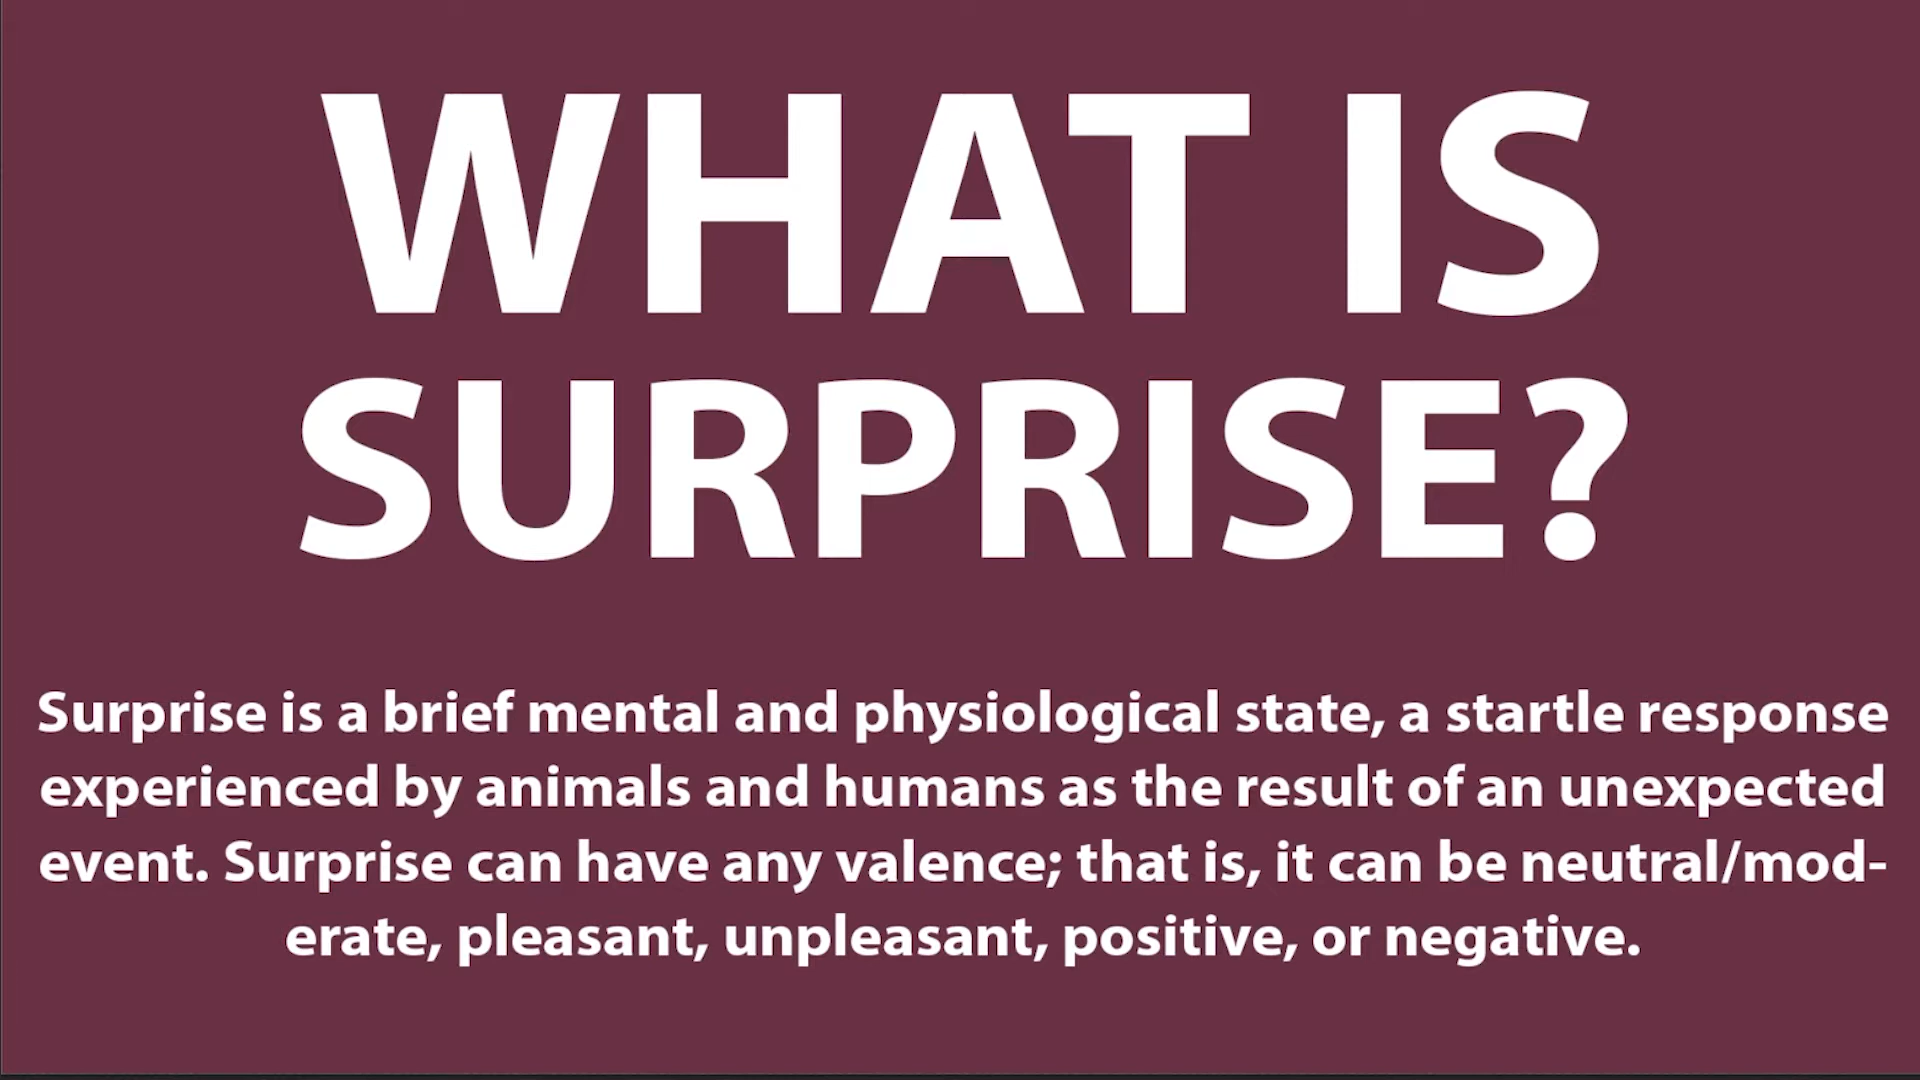 WHAT IS
SURPRISE?
Surprise is a brief mental and physiological state, a startle response
experienced by animals and humans as the result of an unexpected
event. Surprise can have any valence; that is, it can be neutral/mod-
erate, pleasant, unpleasant, positive, or negative.